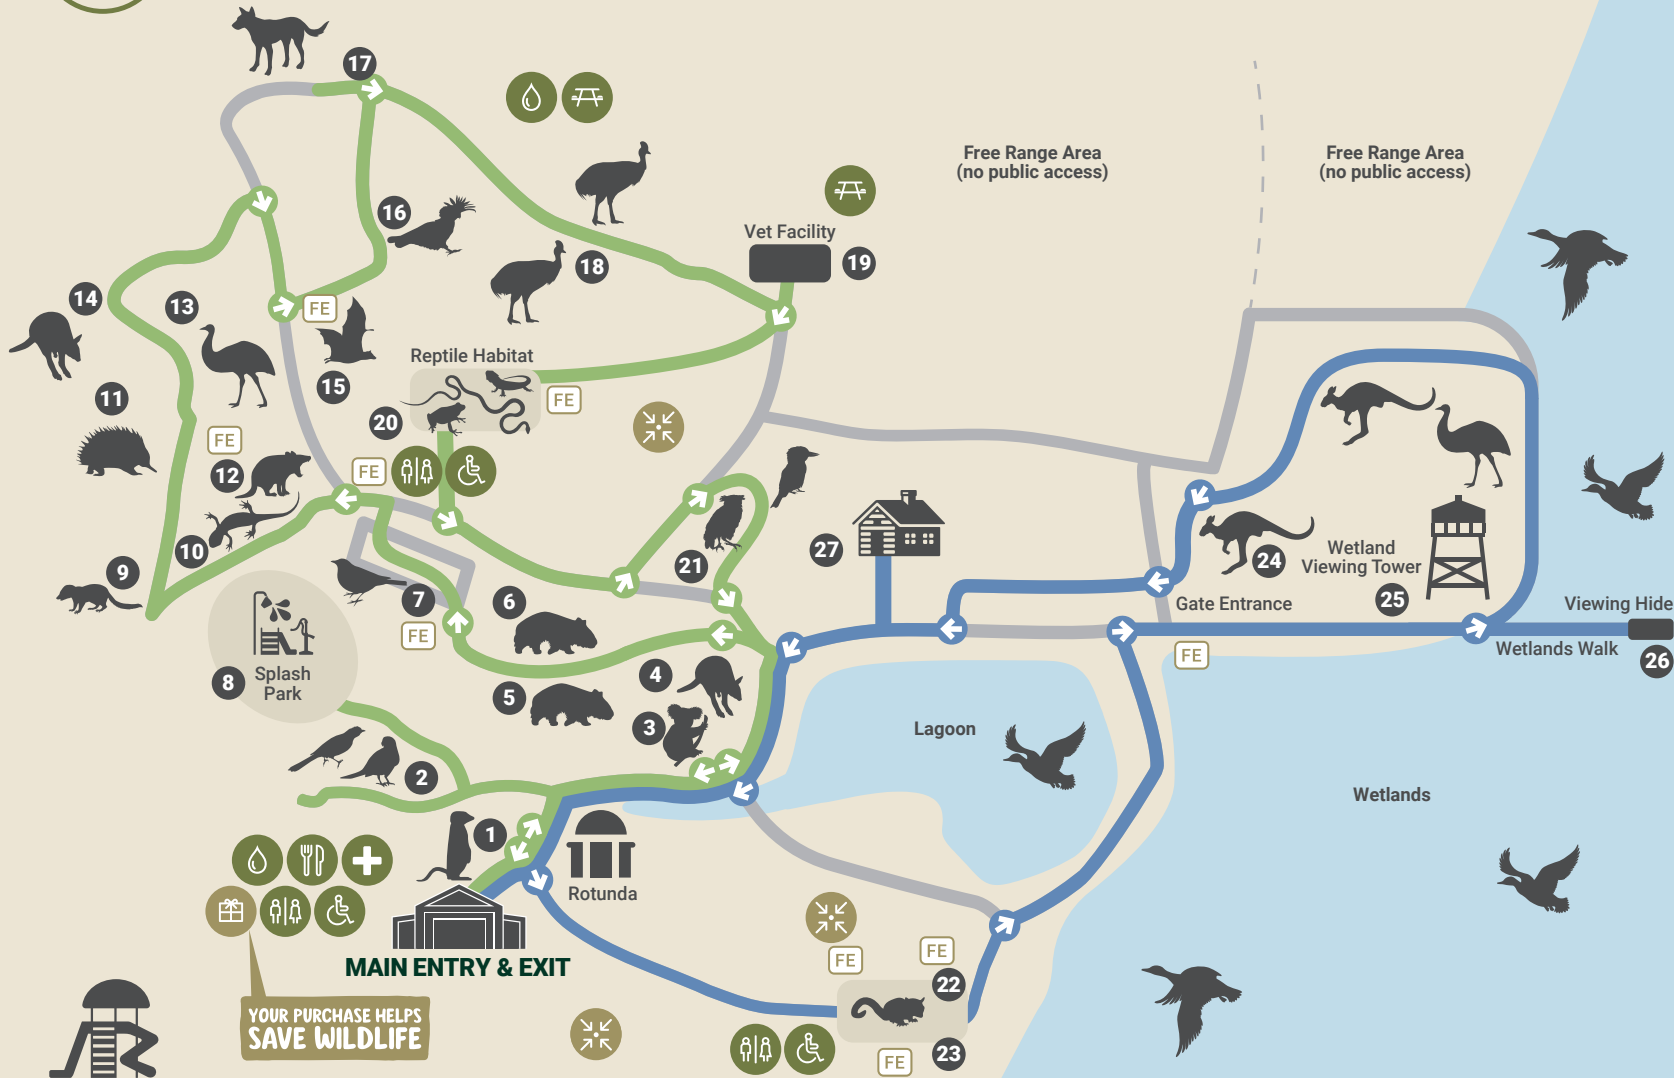 17
Free Range Area
(no public access)
Free Range Area
(no public access)
16
Vet Facility
19
18
14
13
FE
15
Reptile Habitat
FE
11
20
FE
12
FE
10
27
21
24
Wetland
Viewing Tower
25
9
7
6
FE
Gate Entrance
Viewing Hide
FE
Wetlands Walk
26
8
Splash
Park
5
4
3
Lagoon
2
Wetlands
1
Rotunda
MAIN ENTRY & EXIT
FE
FE
22
23
FE
YOUR PURCHASE HELPS
SAVE WILDLIFE